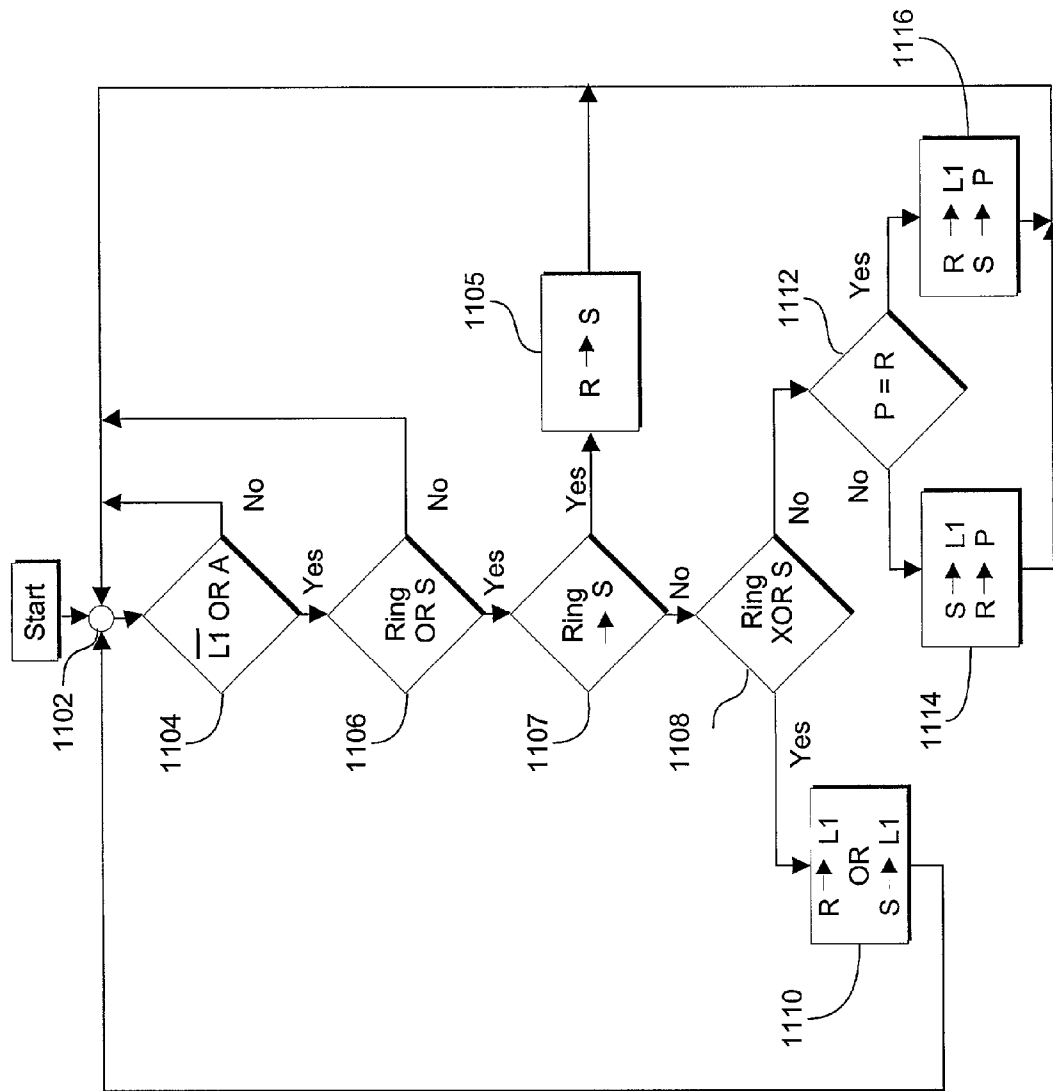 Start
1102
L1 OR A
1104
No
Yes
Ring
OR S
1106
No
Yes
Ring
→ S
1107
Yes
R → S
1105
No
Ring
XOR S
1108
Yes
No
R → L1
OR
S → L1
1110
P = R
1112
No
Yes
S → L1
R → P
1114
R → L1
S → P
1116